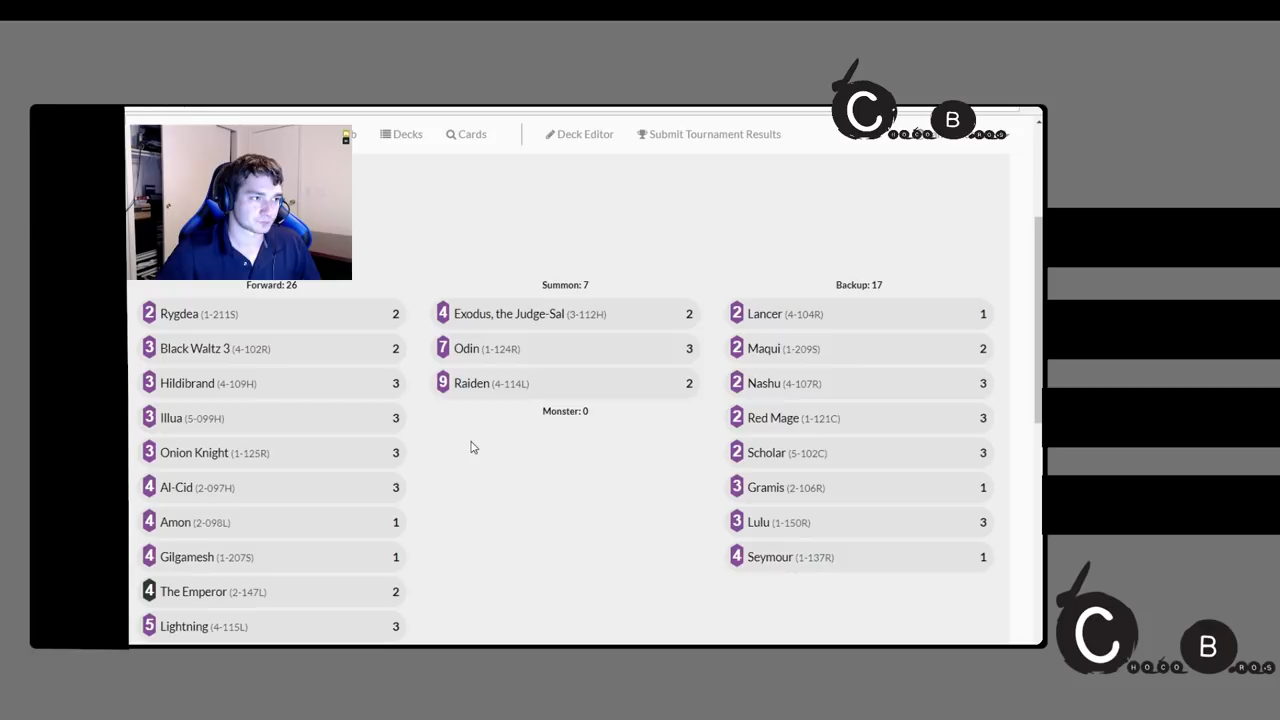 b Decks Cards Deck Editor Submit Tournament Results
C HOCO B ROS
Forward: 26
2 Rygdea (1-211S) 2
3 Black Waltz 3 (4-102R) 2
3 Hildibrand (4-109H) 3
3 Illua (5-099H) 3
3 Onion Knight (1-125R) 3
4 Al-Cid (2-097H) 3
4 Amon (2-098L) 1
4 Gilgamesh (1-207S) 1
4 The Emperor (2-147L) 2
5 Lightning (4-115L) 3
Summon: 7
4 Exodus, the Judge-Sal (3-112H) 2
7 Odin (1-124R) 3
9 Raiden (4-114L) 2
Monster: 0
Backup: 17
2 Lancer (4-104R) 1
2 Maqui (1-209S) 2
2 Nashu (4-107R) 3
2 Red Mage (1-121C) 3
2 Scholar (5-102C) 3
3 Gramis (2-106R) 1
3 Lulu (1-150R) 3
4 Seymour (1-137R) 1
C HOCO B ROS